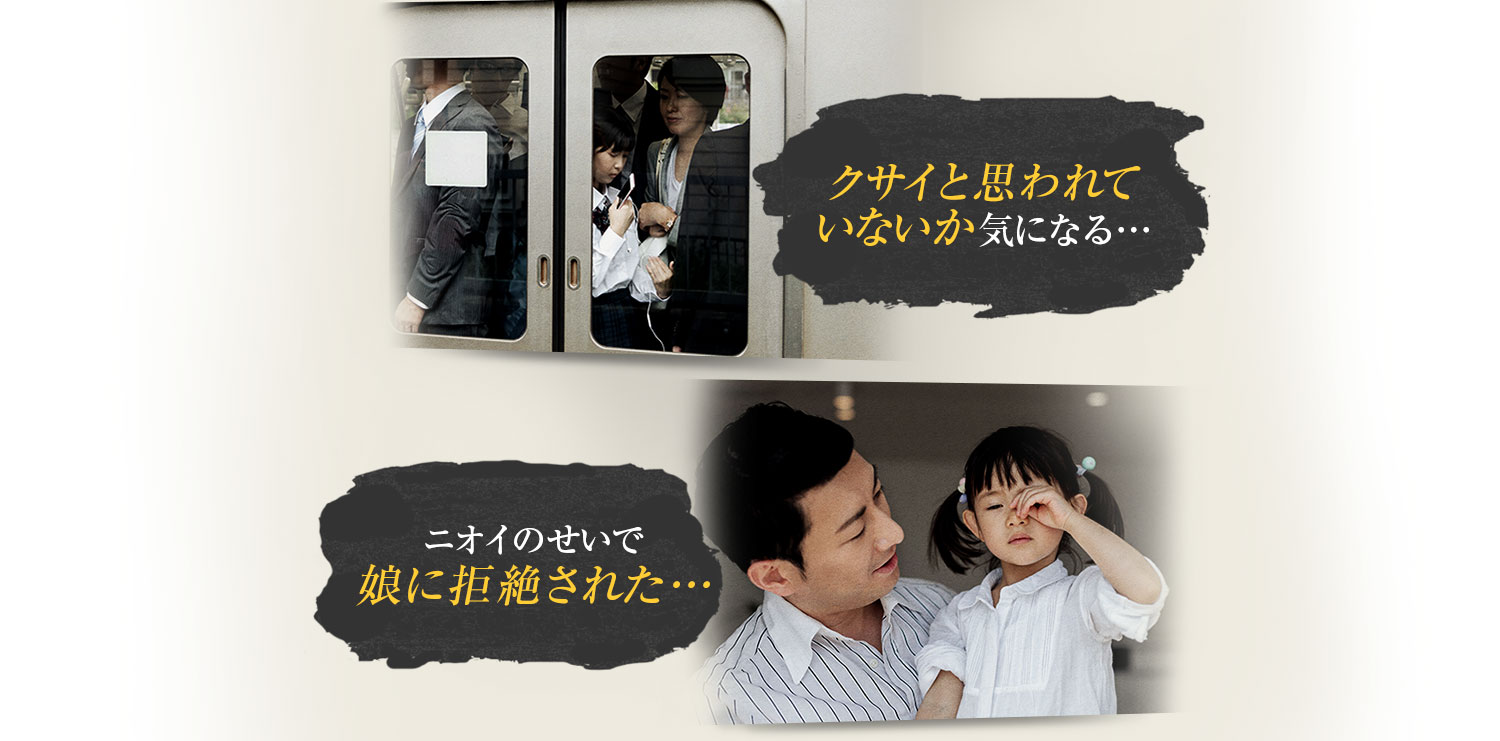 クサイと思われて
いないか気になる…
ニオイのせいで
娘に拒絶された…